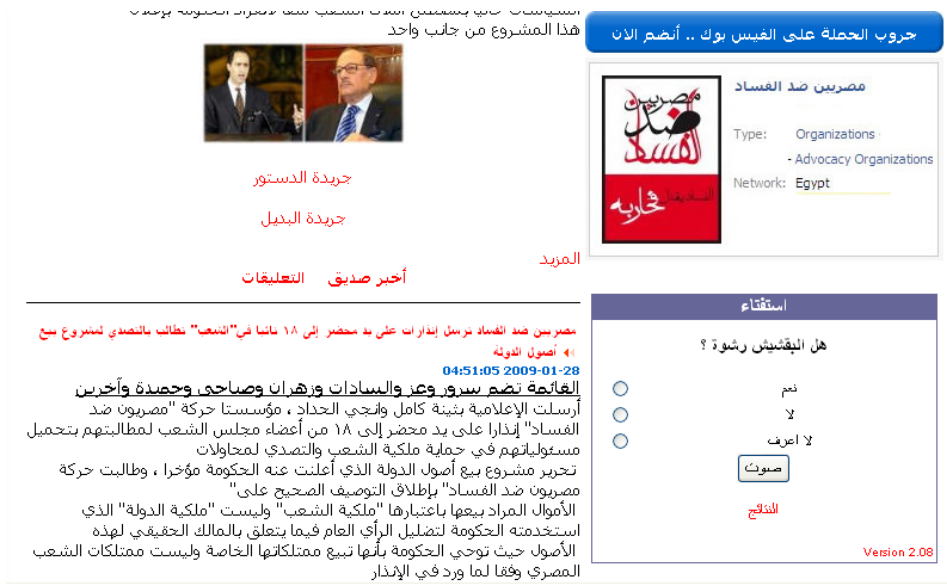 هذا المشروع من جانب واحد
جريدة الدستور
جريدة البديل
المزيد
أخبر صديق التعليقات
مصريين ضد الفساد ترسل إنذارات على يد محضر إلى ١٨ نائبا في"الشعب" تطالب بالتصدي لمشروع بيع
أصول الدولة
04:51:05 2009-01-28
القائمة تضم سرور وعز والسادات وزهران وصباحي وحميدة وآخرين
أرسلت الإعلامية بثينة كامل وانجي الحداد ، مؤسستا حركة "مصريون ضد
الفساد" إنذارا على يد محضر إلى ١٨ من أعضاء مجلس الشعب لمطالبتهم بتحميل
مسئولياتهم في حماية ملكية الشعب والتصدي لمحاولات
تحرير مشروع بيع أصول الدولة الذي أعلنت عنه الحكومة مؤخرا ، وطالبت حركة
مصريون ضد الفساد" بإطلاق التوصيف الصحيح على"
الأموال المراد بيعها باعتبارها "ملكية الشعب" وليست "ملكية الدولة" الذي
استخدمته الحكومة لتضليل الرأي العام فيما يتعلق بالمالك الحقيقي لهذه
الأصول حيث توحي الحكومة بأنها تبيع ممتلكاتها الخاصة وليست ممتلكات الشعب
المصري وفقا لما ورد في الإنذار
جروب الحملة على الفيس بوك .. أنضم الان
مصريين ضد الفساد
مصريين
ضد
الفساد
فحاربه
Type: Organizations
- Advocacy Organizations
Network: Egypt
استفتاء
هل البقشيش رشوة ؟
نعم
لا
لا اعرف
صوت
النتائج
Version 2.08